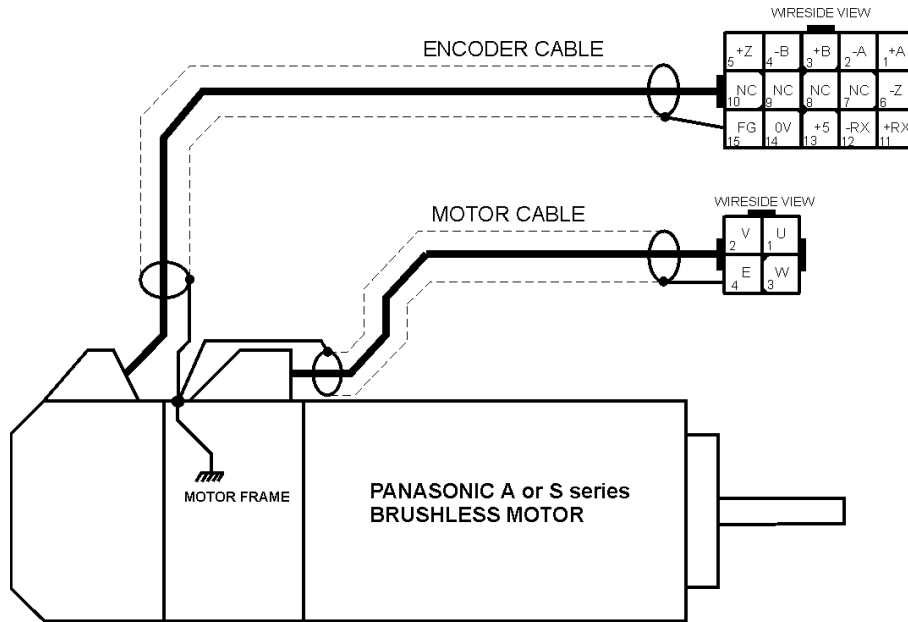 WIRESIDE VIEW
ENCODER CABLE
+Z -B +B -A +A
5 4 3 2 1
NC NC NC NC -Z
10 9 8 7 6
FG 0V +5 -RX +RX
15 14 13 12 11
WIRESIDE VIEW
MOTOR CABLE
V U
2 1
E W
4 3
MOTOR FRAME
PANASONIC A or S series
BRUSHLESS MOTOR